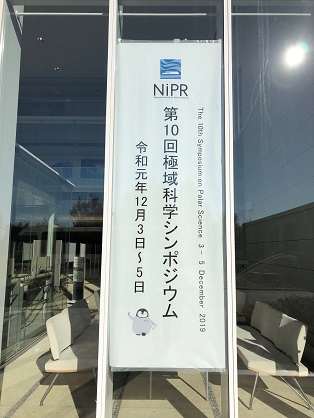 NiPR
第10回極域科学シンポジウム
令和元年12月3日～5日
The 10th Symposium on Polar Science 3 - 5 December 2019